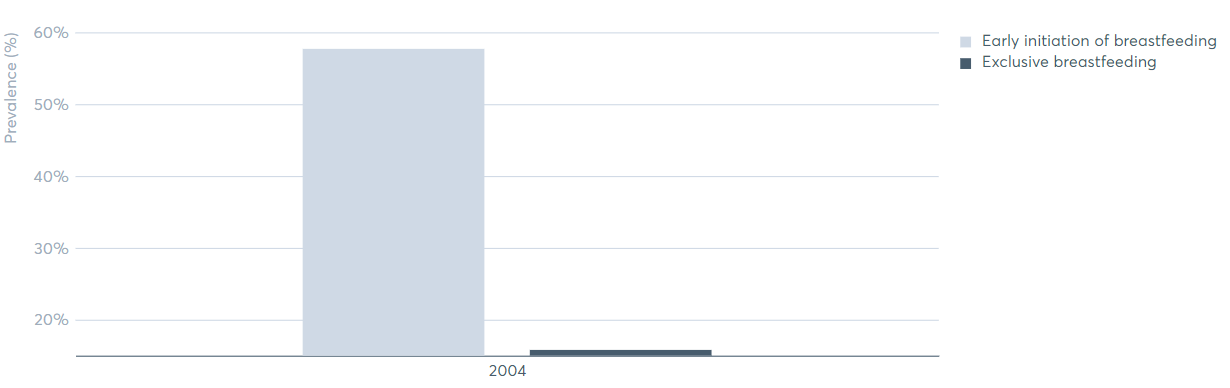 Prevalence (%)
60%
50%
40%
30%
20%
2004
Early initiation of breastfeeding
Exclusive breastfeeding